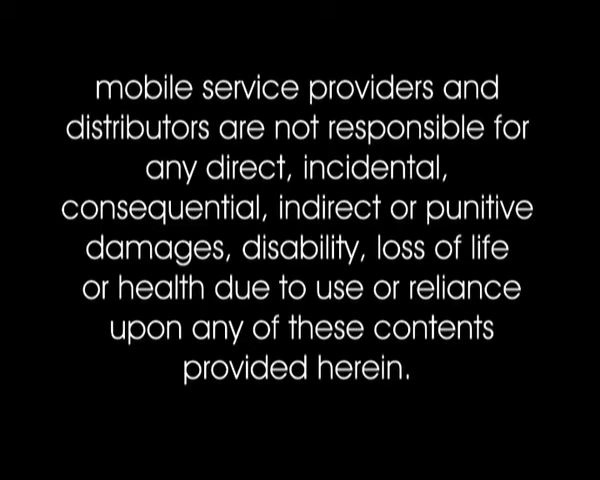 mobile service providers and
distributors are not responsible for
any direct, incidental,
consequential, indirect or punitive
damages, disability, loss of life
or health due to use or reliance
upon any of these contents
provided herein.